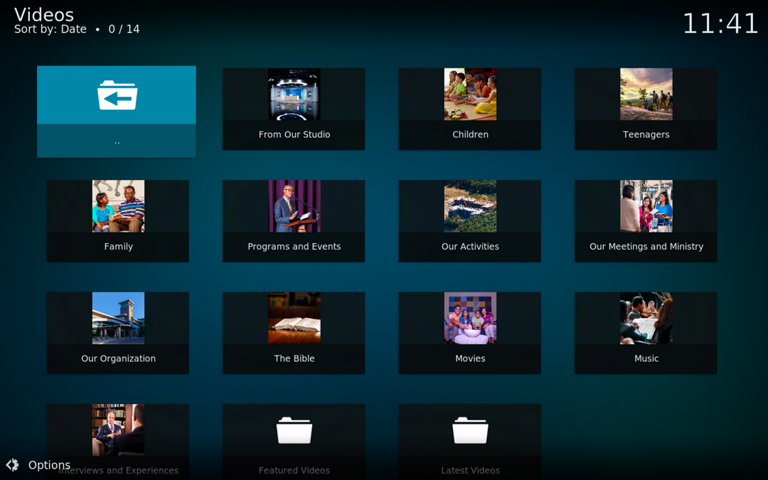 Videos
Sort by: Date • 0 / 14
11:41
..
From Our Studio
Children
Teenagers
Family
Programs and Events
Our Activities
Our Meetings and Ministry
Our Organization
The Bible
Movies
Music
Interviews and Experiences
Featured Videos
Latest Videos
Options